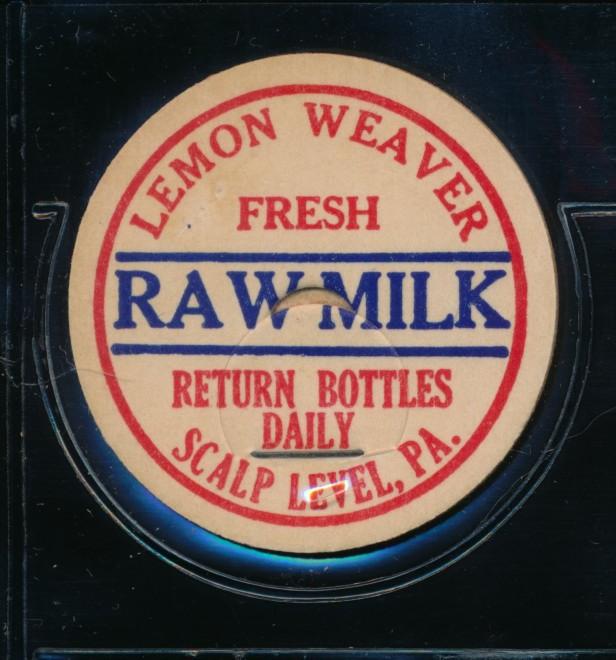 LEMON WEAVER
FRESH
RAW MILK
RETURN BOTTLES
DAILY
SCALP LEVEL, PA.